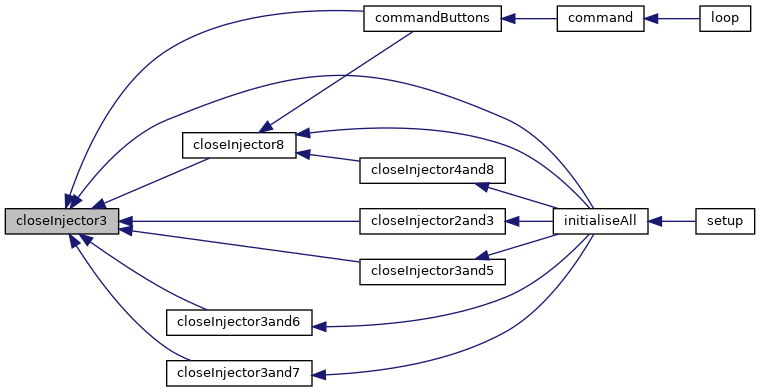 commandButtons
command
loop
closeInjector8
closeInjector4and8
closeInjector3
closeInjector2and3
initialiseAll
setup
closeInjector3and5
closeInjector3and6
closeInjector3and7